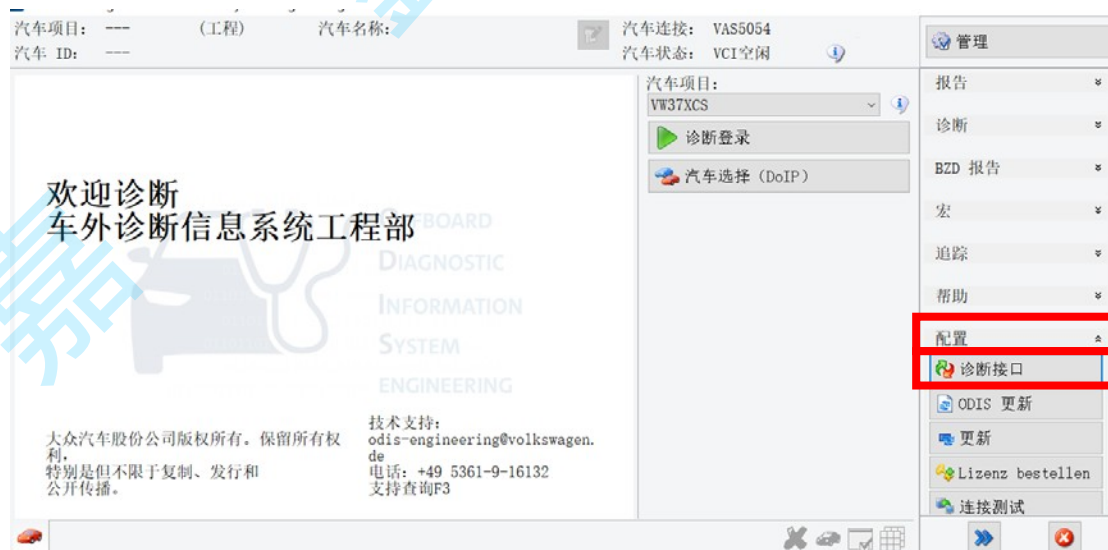 汽车项目: --- (工程) 汽车名称:
汽车 ID: ---
汽车连接: VAS5054
汽车状态: VCI空闲
管理
汽车项目:
VW37XCS
诊断登录
汽车选择 (DoIP)
欢迎诊断
车外诊断信息系统工程部
OFFBOARD
DIAGNOSTIC
INFORMATION
SYSTEM
ENGINEERING
大众汽车股份公司版权所有。保留所有权
利,
特别是但不限于复制、发行和
公开传播。
技术支持:
odis-engineering@volkswagen.
de
电话: +49 5361-9-16132
支持查询F3
报告
诊断
BZD 报告
宏
追踪
帮助
配置
诊断接口
ODIS 更新
更新
Lizenz bestellen
连接测试
嘉